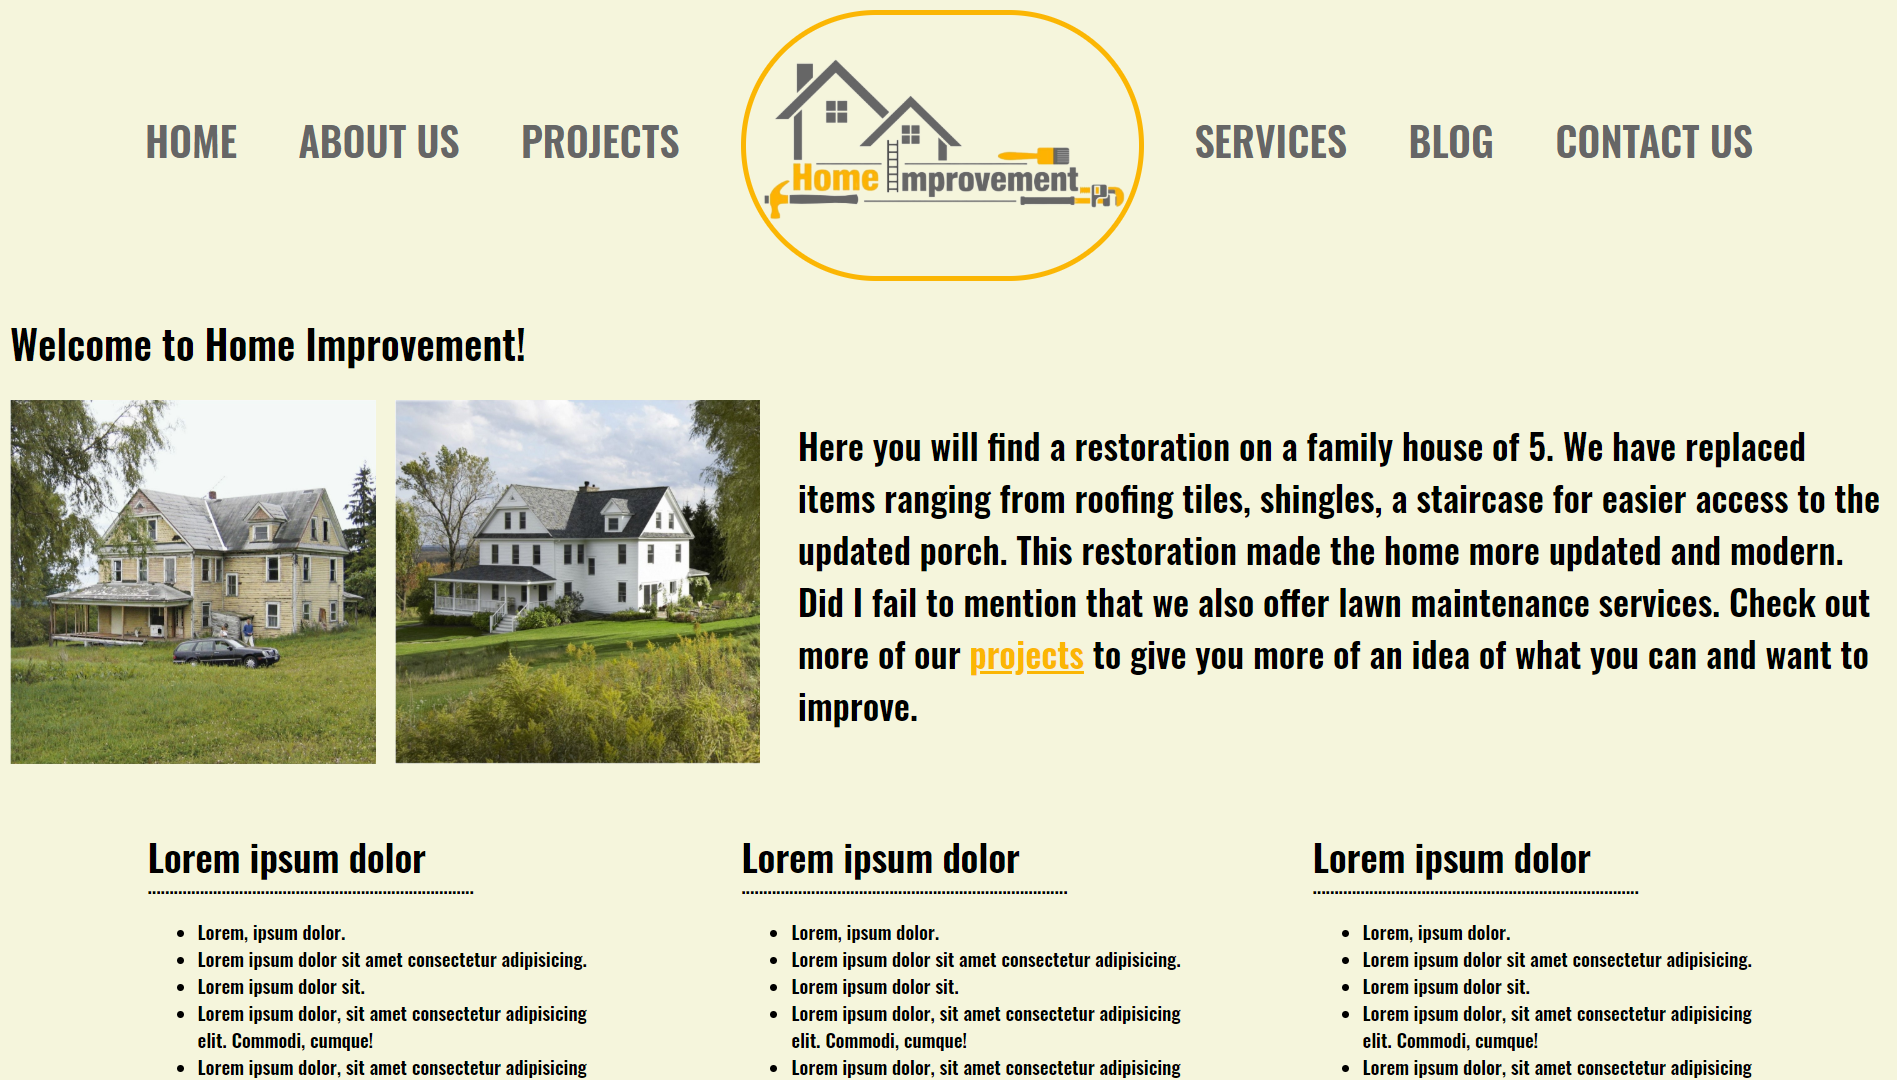 HOME ABOUT US PROJECTS
Home Improvement
SERVICES BLOG CONTACT US
Welcome to Home Improvement!
Here you will find a restoration on a family house of 5. We have replaced
items ranging from roofing tiles, shingles, a staircase for easier access to the
updated porch. This restoration made the home more updated and modern.
Did I fail to mention that we also offer lawn maintenance services. Check out
more of our projects to give you more of an idea of what you can and want to
improve.
Lorem ipsum dolor
Lorem, ipsum dolor.
Lorem ipsum dolor sit amet consectetur adipisicing.
Lorem ipsum dolor sit.
Lorem ipsum dolor, sit amet consectetur adipisicing
elit. Commodi, cumque!
Lorem ipsum dolor, sit amet consectetur adipisicing
Lorem ipsum dolor
Lorem, ipsum dolor.
Lorem ipsum dolor sit amet consectetur adipisicing.
Lorem ipsum dolor sit.
Lorem ipsum dolor, sit amet consectetur adipisicing
elit. Commodi, cumque!
Lorem ipsum dolor, sit amet consectetur adipisicing
Lorem ipsum dolor
Lorem, ipsum dolor.
Lorem ipsum dolor sit amet consectetur adipisicing.
Lorem ipsum dolor sit.
Lorem ipsum dolor, sit amet consectetur adipisicing
elit. Commodi, cumque!
Lorem ipsum dolor, sit amet consectetur adipisicing